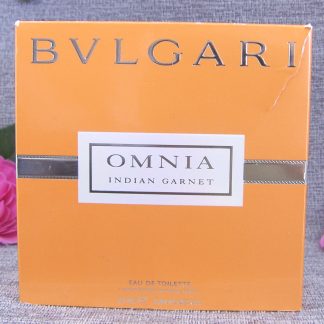 BVLGARI
OMNIA
INDIAN GARNET
EAU DE TOILETTE